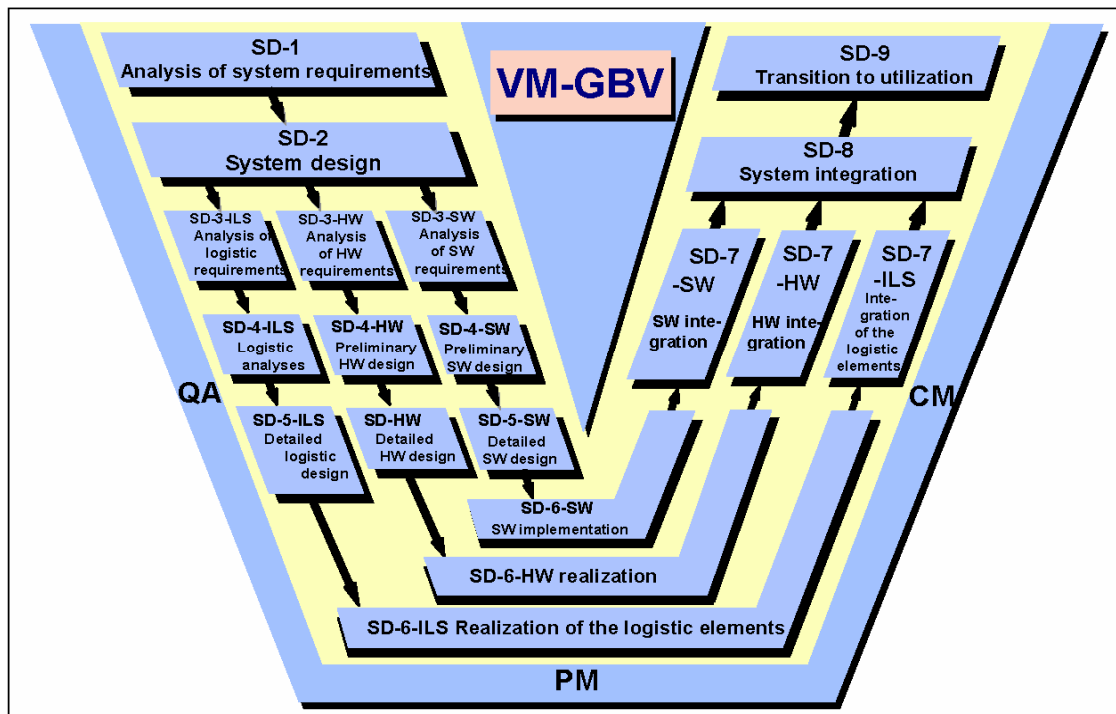 SD-1
Analysis of system requirements
VM-GBV
SD-9
Transition to utilization
SD-2
System design
SD-8
System integration
SD-3-ILS
Analysis of
logistic
requirements
SD-3-HW
Analysis
of HW
requirements
SD-3-SW
Analysis
of SW
requirements
SD-7
-SW
SW inte-
gration
SD-7
-HW
HW inte-
gration
SD-7
-ILS
Inte-
gration
of the
logistic
elements
SD-4-ILS
Logistic
analyses
SD-4-HW
Preliminary
HW design
SD-4-SW
Preliminary
SW design
QA
CM
SD-5-ILS
Detailed
logistic
design
SD-HW
Detailed
HW design
SD-5-SW
Detailed
SW design
SD-6-SW
SW implementation
SD-6-HW realization
SD-6-ILS Realization of the logistic elements
PM